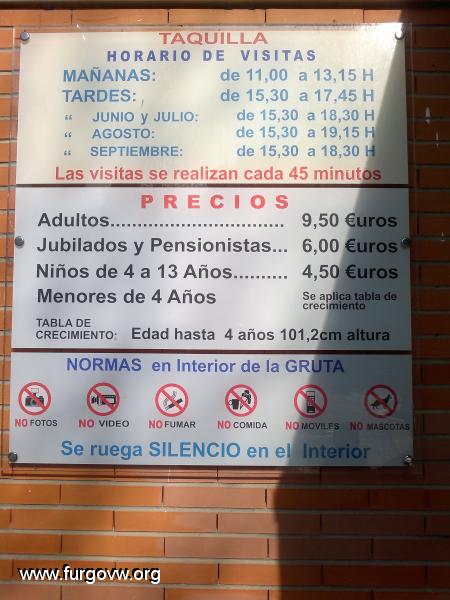 TAQUILLA
HORARIO DE VISITAS
MAÑANAS: de 11,00 a 13,15 H
TARDES: de 15,30 a 17,45 H
“ JUNIO y JULIO: de 15,30 a 18,30 H
“ AGOSTO: de 15,30 a 19,15 H
“ SEPTIEMBRE: de 15,30 a 18,30 H
Las visitas se realizan cada 45 minutos
PRECIOS
Adultos................................ 9,50 €uros
Jubilados y Pensionistas... 6,00 €uros
Niños de 4 a 13 Años.......... 4,50 €uros
Menores de 4 Años Se aplica tabla de
crecimiento
TABLA DE
CRECIMIENTO: Edad hasta 4 años 101,2cm altura
NORMAS en Interior de la GRUTA
NO FOTOS NO VIDEO NO FUMAR NO COMIDA NO MOVILES NO MASCOTAS
Se ruega SILENCIO en el Interior
www.furgovw.org